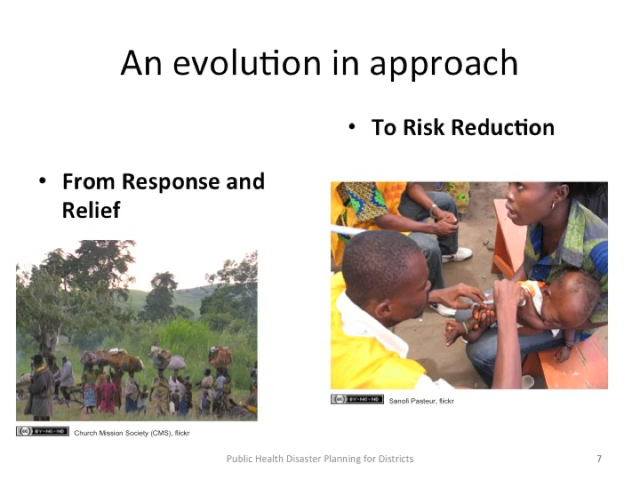 An evolution in approach
• To Risk Reduction
• From Response and
Relief
Sanofi Pasteur, flickr
Church Mission Society (CMS), flickr
Public Health Disaster Planning for Districts
7